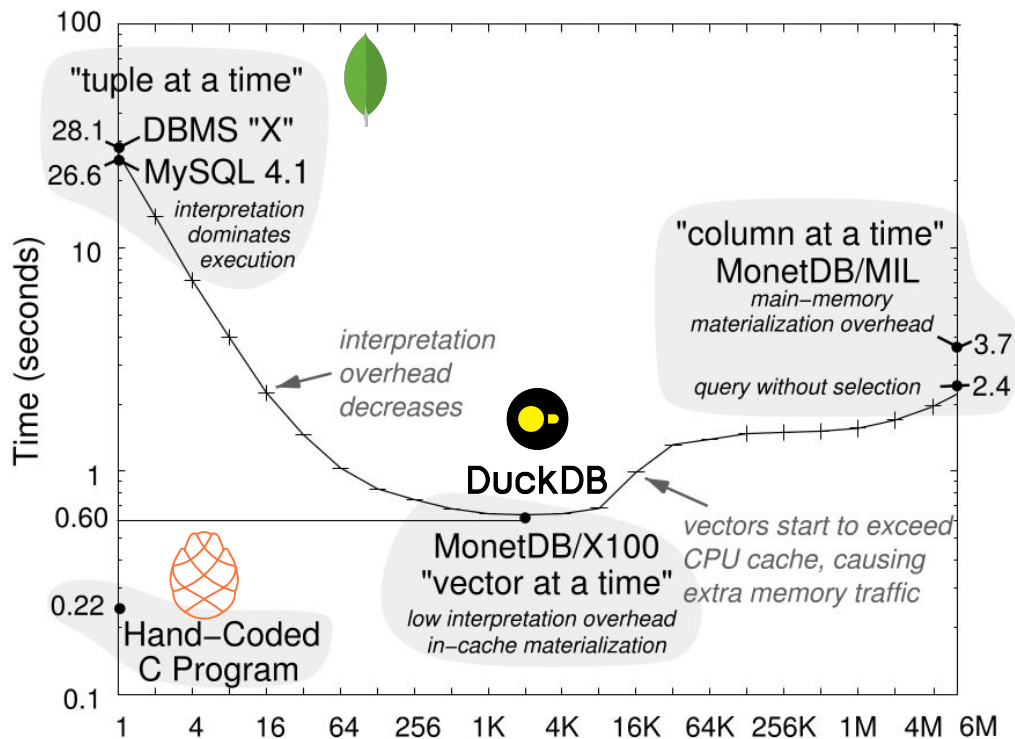 100
"tuple at a time"
28.1
DBMS "X"
26.6
MySQL 4.1
interpretation
dominates
execution
10
"column at a time"
MonetDB/MIL
main-memory
materialization overhead
3.7
query without selection
2.4
Time (seconds)
interpretation
overhead
decreases
DuckDB
1
0.60
MonetDB/X100
"vector at a time"
low interpretation overhead
in-cache materialization
vectors start to exceed
CPU cache, causing
extra memory traffic
0.22
Hand-Coded
C Program
0.1
1 4 16 64 256 1K 4K 16K 64K 256K 1M 4M 6M